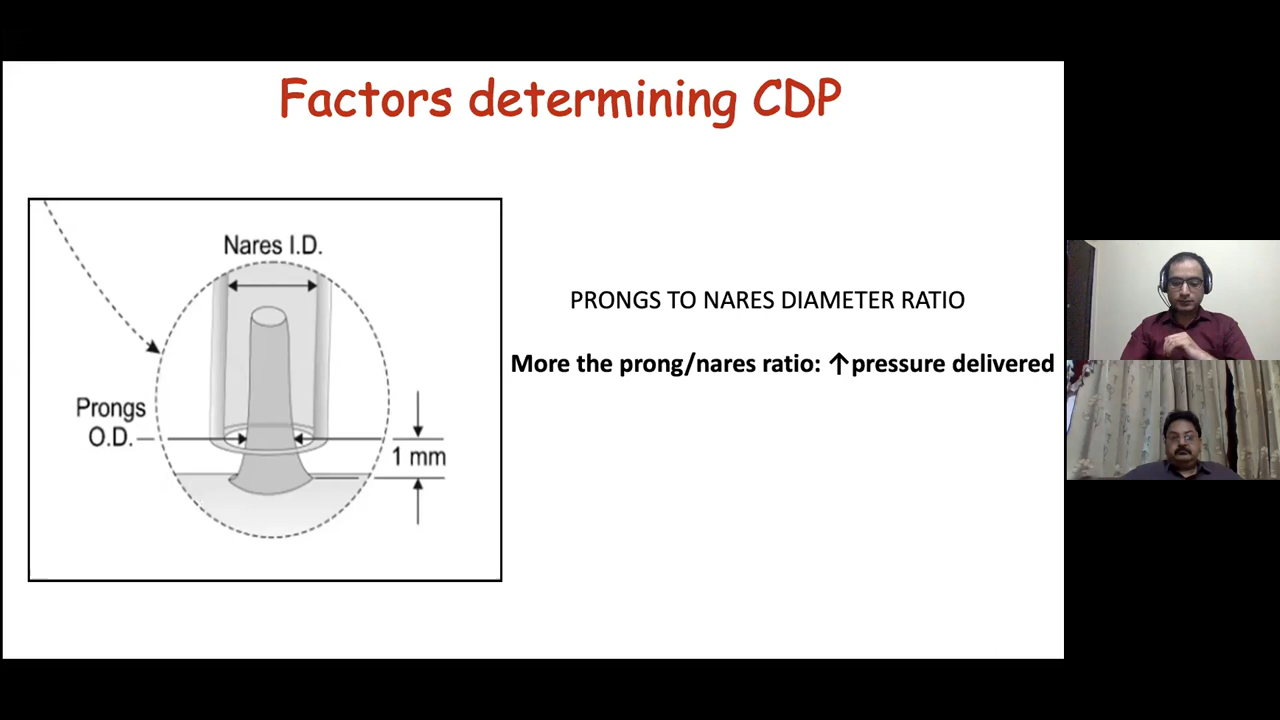 Factors determining CDP
Nares I.D.
Prongs
O.D.
1 mm
PRONGS TO NARES DIAMETER RATIO
More the prong/nares ratio: ↑pressure delivered